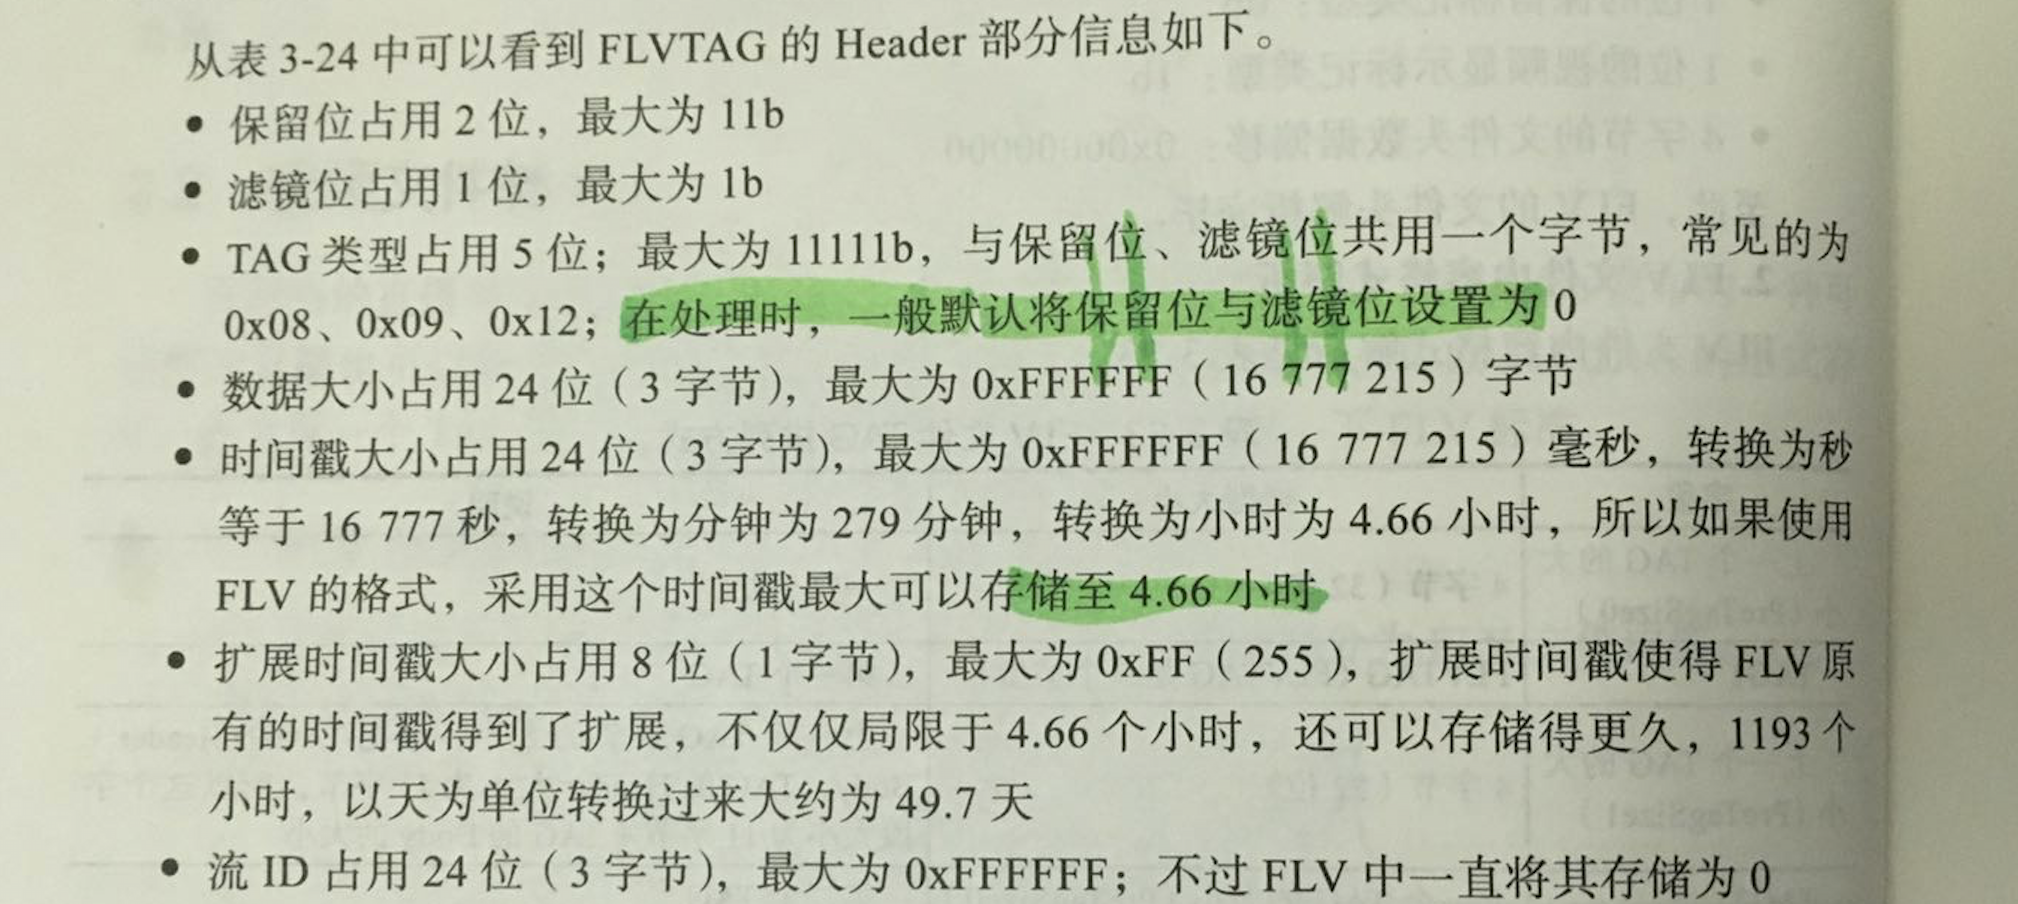 从表 3-24 中可以看到 FLVTAG 的 Header 部分信息如下。
• 保留位占用 2 位，最大为 11b
• 滤镜位占用 1 位，最大为 1b
• TAG 类型占用 5 位；最大为 11111b，与保留位、滤镜位共用一个字节，常见的为
0x08、0x09、0x12；在处理时，一般默认将保留位与滤镜位设置为 0
• 数据大小占用 24 位（3 字节），最大为 0xFFFFFF（16 777 215）字节
• 时间戳大小占用 24 位（3 字节），最大为 0xFFFFFF（16 777 215）毫秒，转换为秒
等于 16 777 秒，转换为分钟为 279 分钟，转换为小时为 4.66 小时，所以如果使用
FLV 的格式，采用这个时间戳最大可以存储至 4.66 小时
• 扩展时间戳大小占用 8 位（1 字节），最大为 0xFF（255），扩展时间戳使得 FLV 原
有的时间戳得到了扩展，不仅仅局限于 4.66 个小时，还可以存储得更久，1193 个
小时，以天为单位转换过来大约为 49.7 天
• 流 ID 占用 24 位（3 字节），最大为 0xFFFFFF；不过 FLV 中一直将其存储为 0